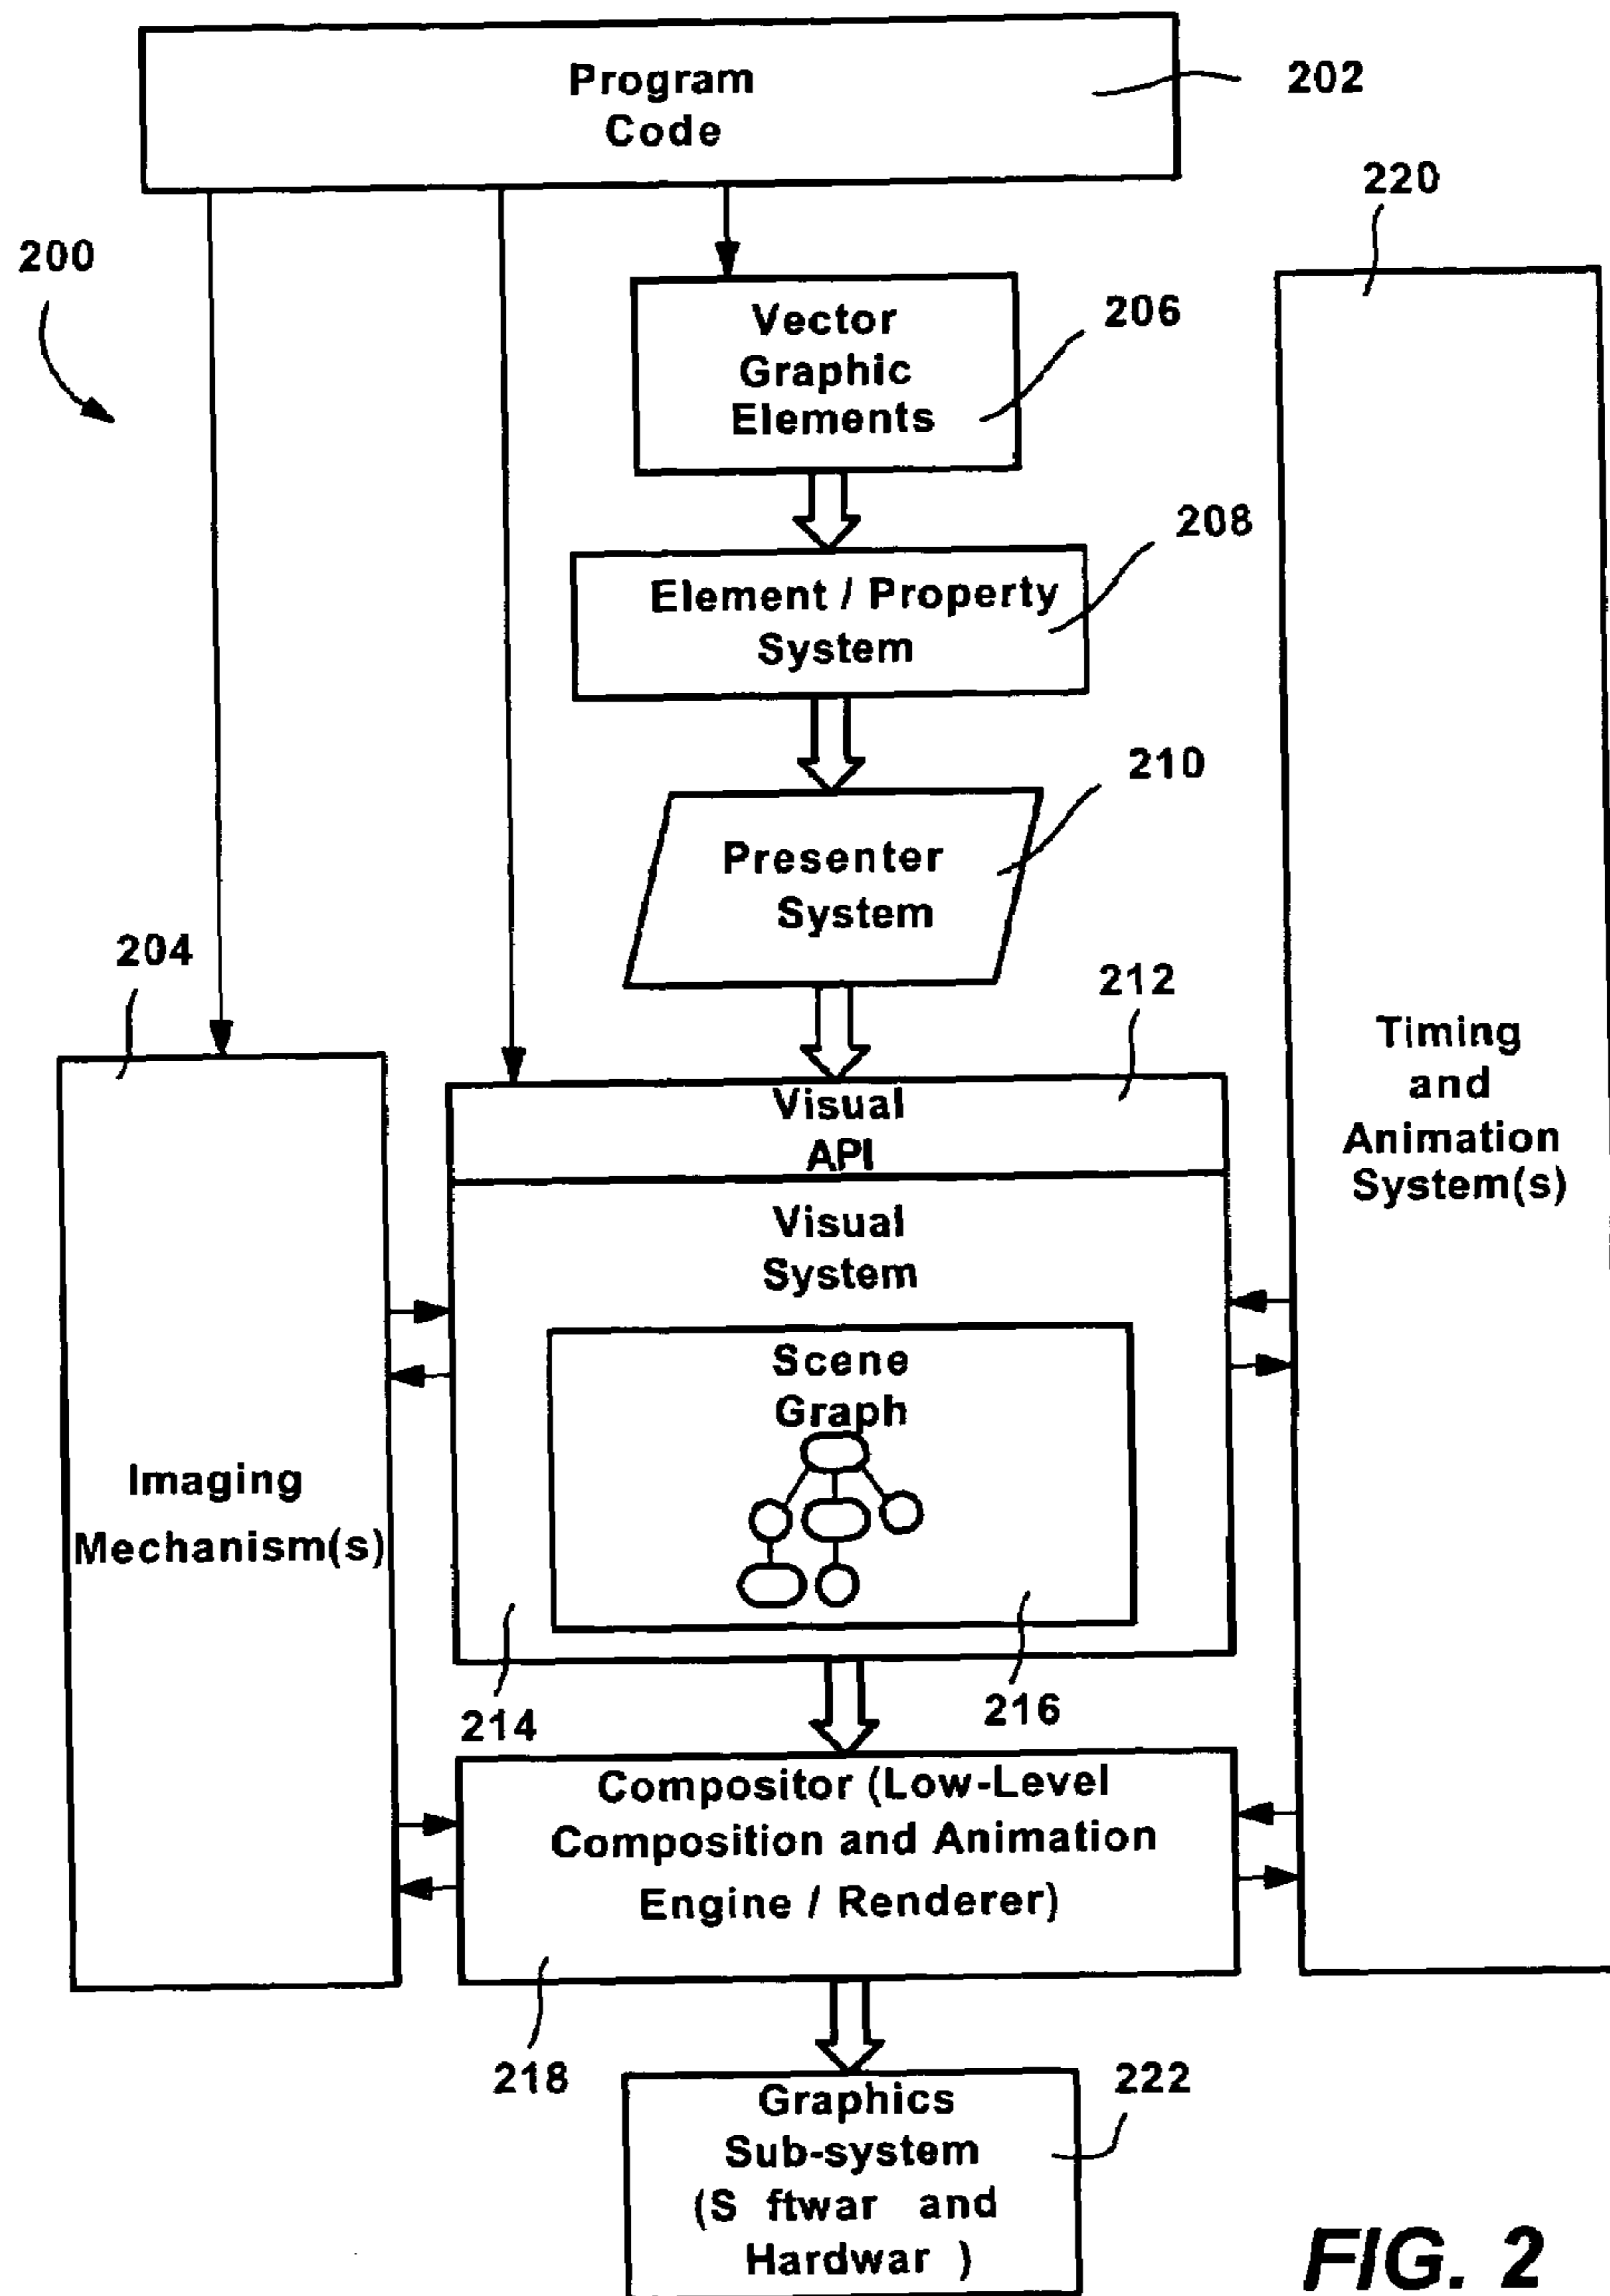 Program
Code
202
220
200
Vector
Graphic
Elements
206
208
Element / Property
System
210
Presenter
System
204
212
Timing
and
Animation
System(s)
Visual
API
Visual
System
Scene
Graph
Imaging
Mechanism(s)
214
216
Compositor (Low-Level
Composition and Animation
Engine / Renderer)
218
222
Graphics
Sub-system
(S ftwar and
Hardwar )
FIG. 2